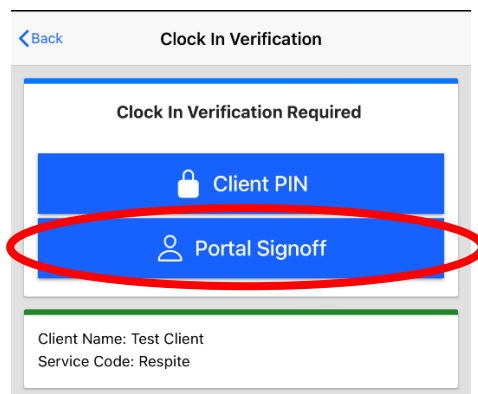 Back Clock In Verification
Clock In Verification Required
Client PIN
Portal Signoff
Client Name: Test Client
Service Code: Respite